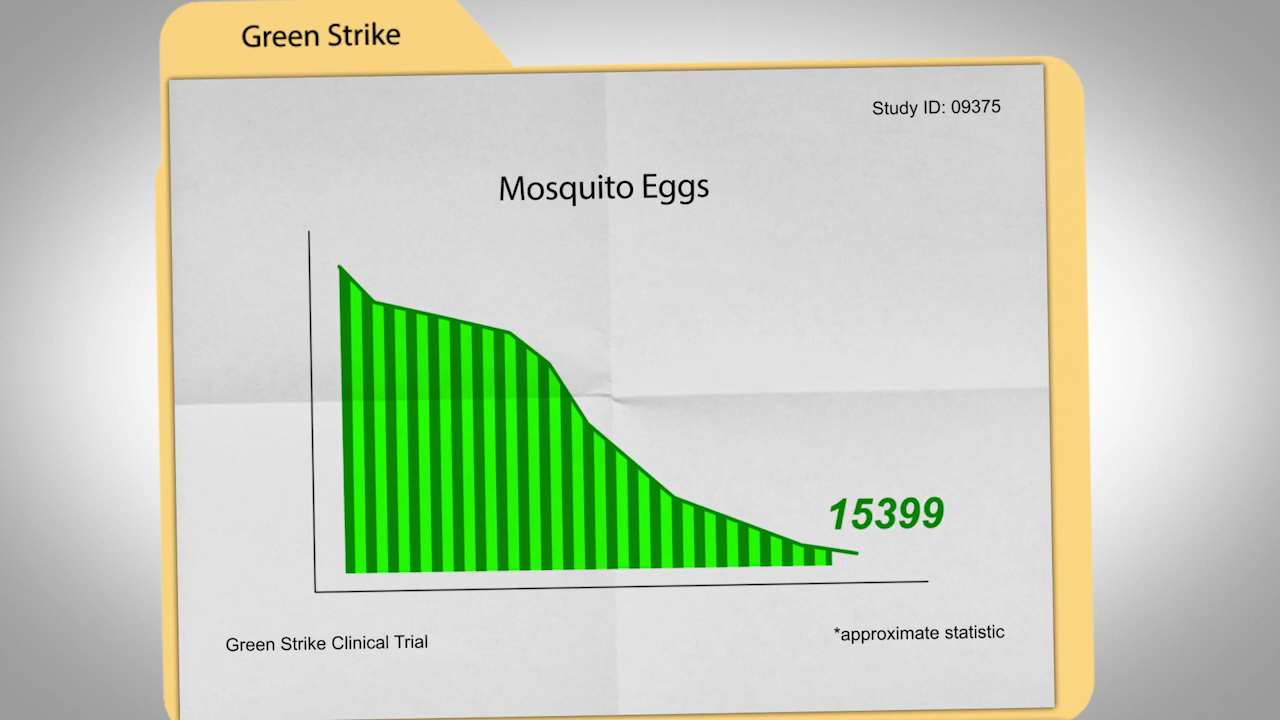 Green Strike
Study ID: 09375
Mosquito Eggs
15399
Green Strike Clinical Trial
*approximate statistic